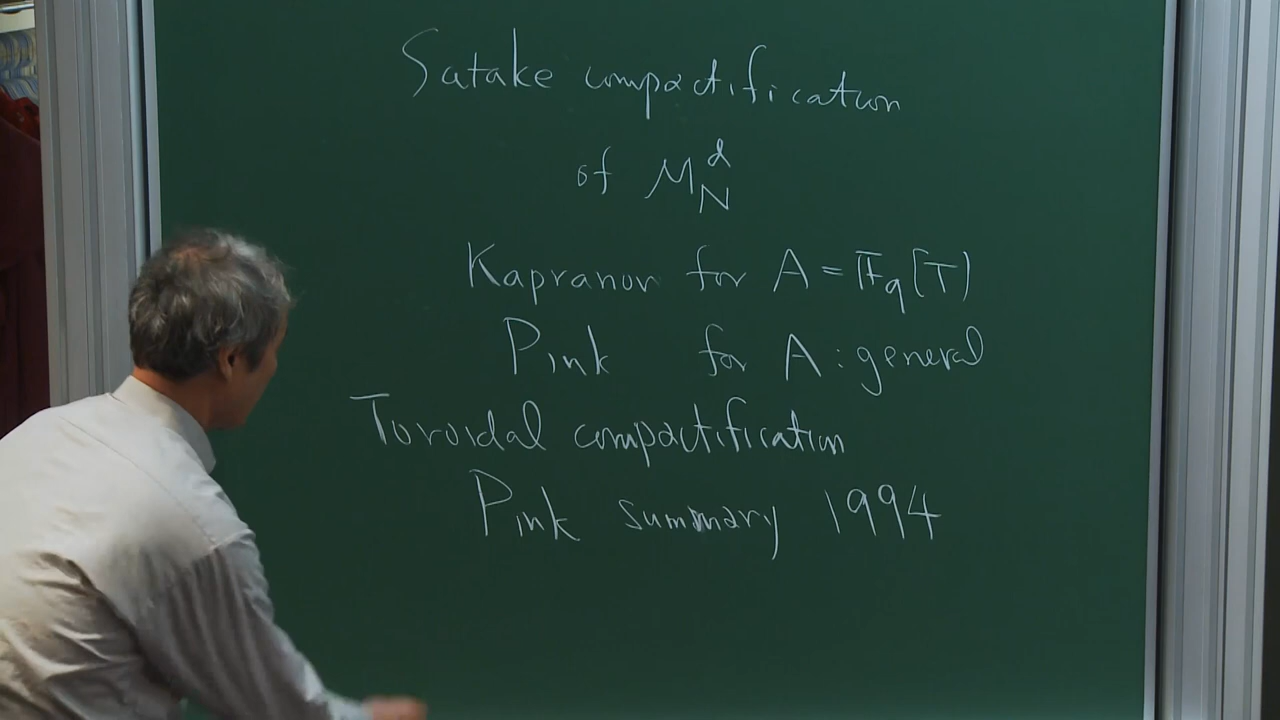 Satake compactification
of M_N^d
Kapranov for A = 𝔽_q[T]
Pink for A : general
Toroidal compactification
Pink summary 1994